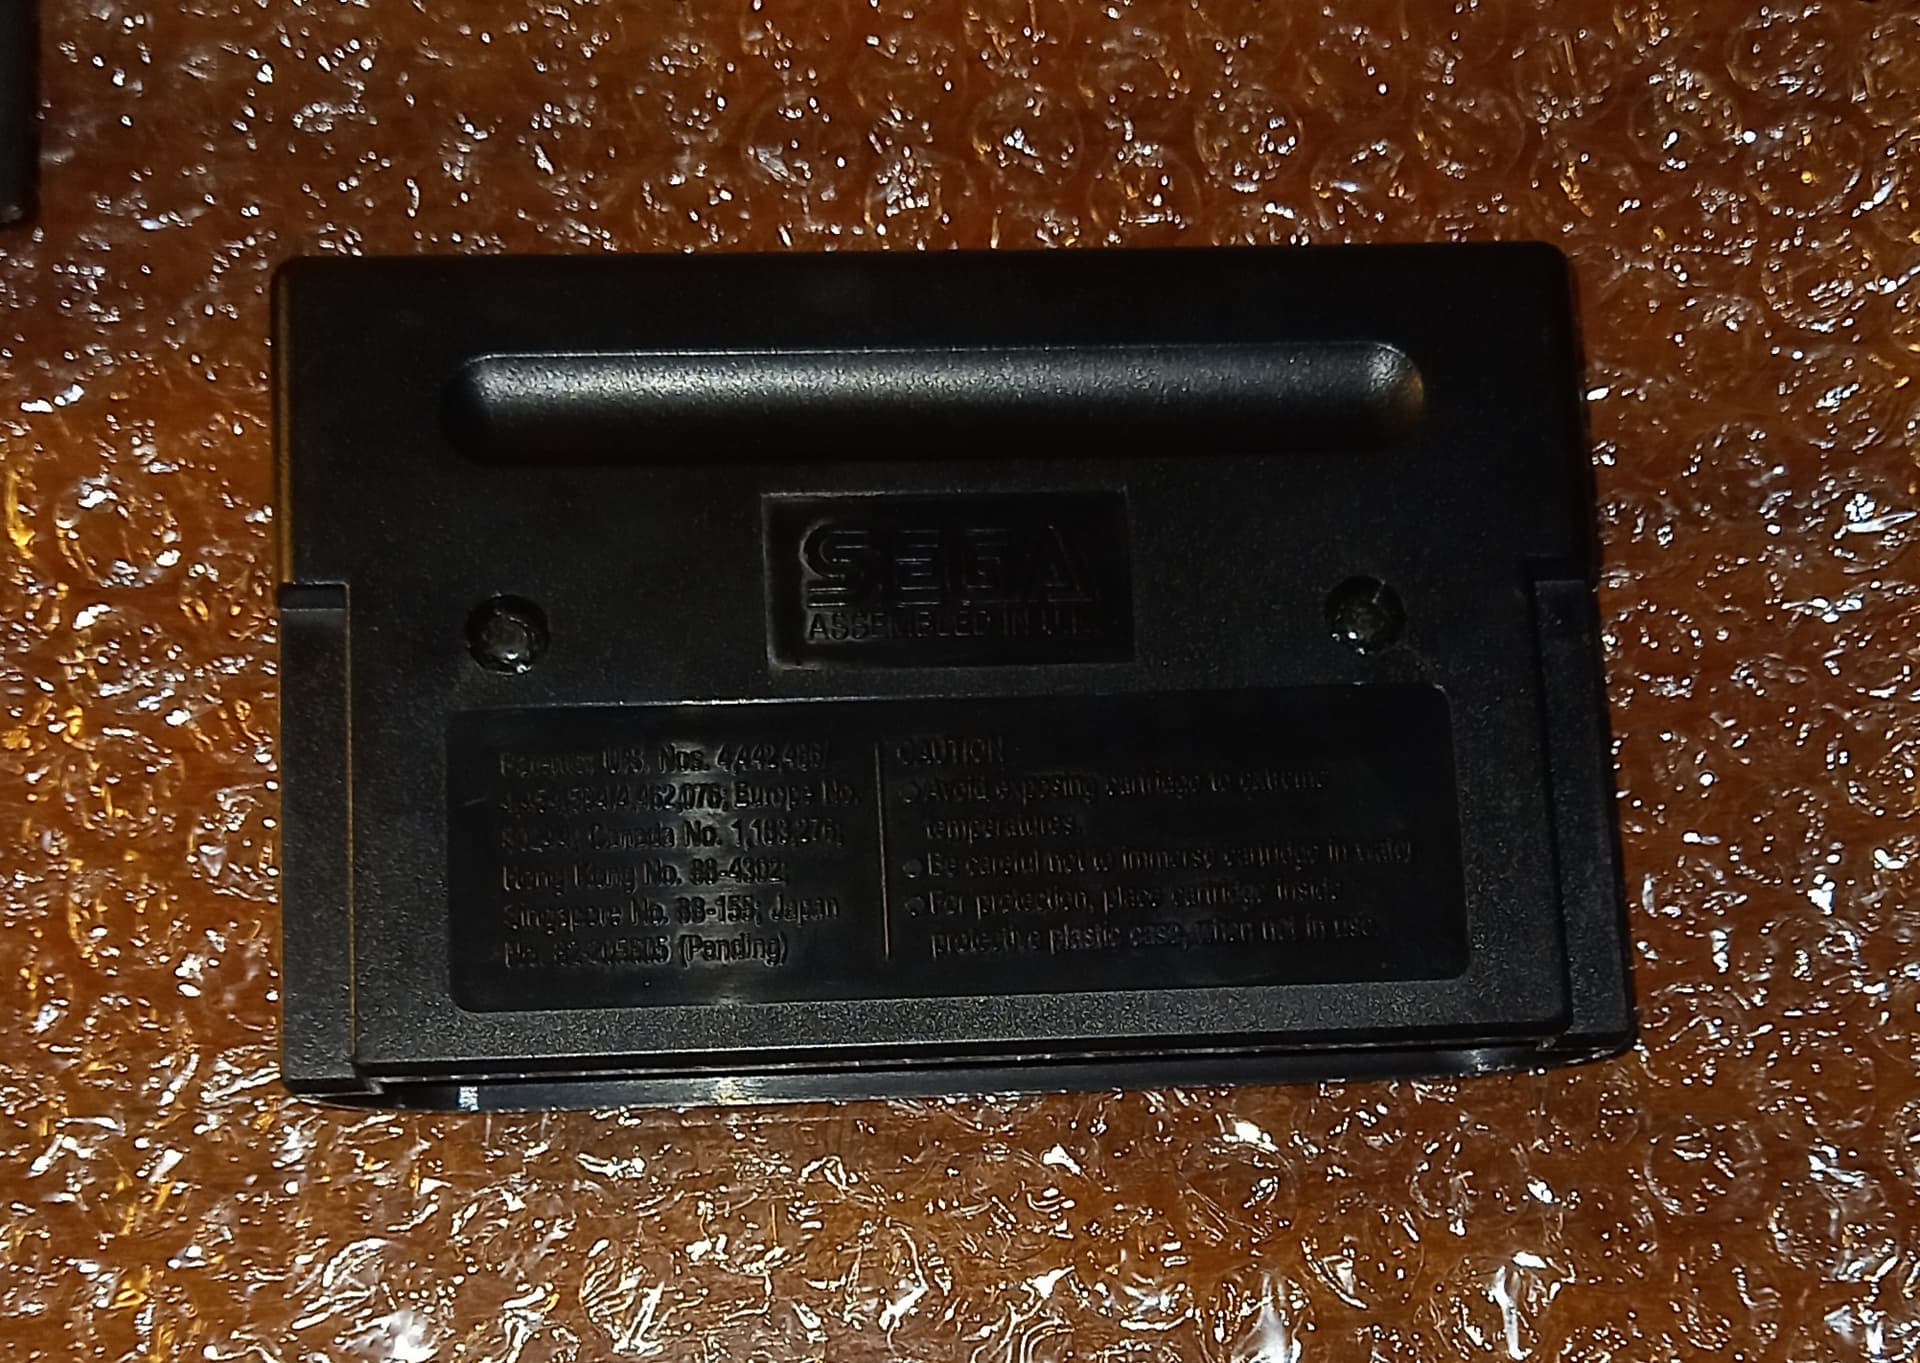 SEGA
ASSEMBLED IN U.K.
Patents: U.S. Nos. 4,442,486/
4,454,594/4,462,076; Europe No.
80244; Canada No. 1,183,276;
Hong Kong No. 88-4302;
Singapore No. 88-155; Japan
No. 82-205605 (Pending)
CAUTION
Avoid exposing cartridge to extreme
temperatures.
Be careful not to immerse cartridge in water.
For protection, place cartridge inside
protective plastic case, when not in use.